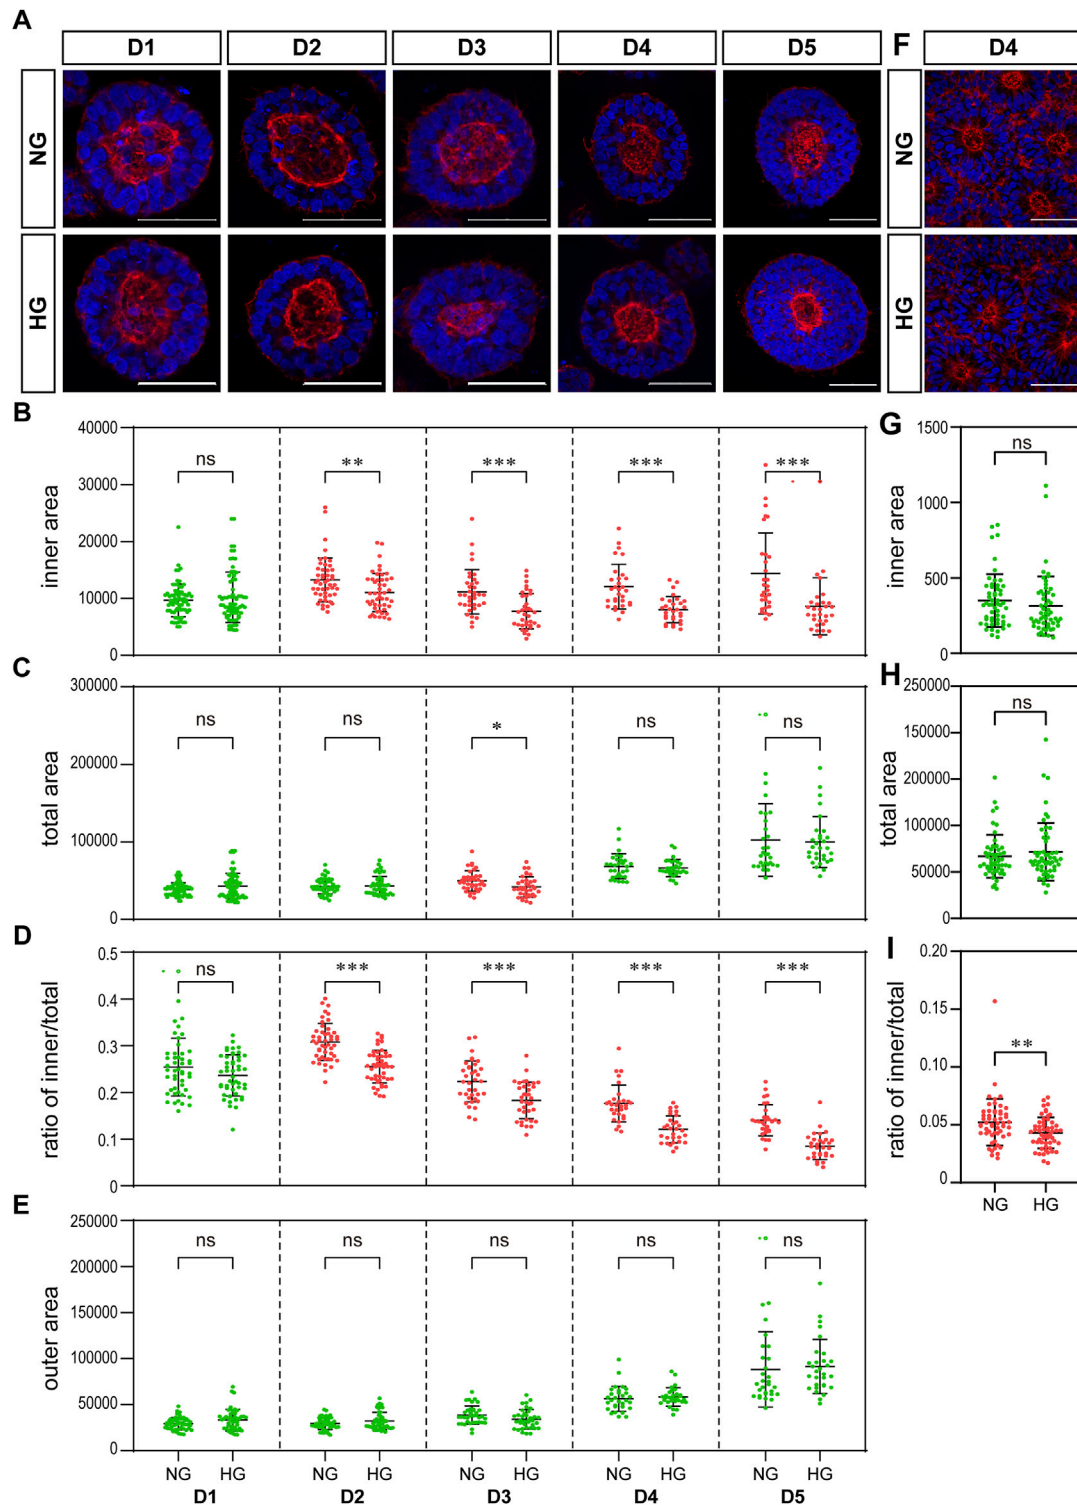 A
D1 D2 D3 D4 D5 F D4
NG NG
HG HG
B
40000
30000
20000
10000
0
inner area
ns ** *** *** ***
G
1500
1000
500
0
inner area
ns
C
300000
200000
100000
0
total area
ns ns * ns ns
H
250000
150000
200000
100000
50000
0
total area
ns
D
0.5
0.4
0.3
0.2
0.1
0
ratio of inner/total
ns *** *** *** ***
I
0.20
0.15
0.10
0.05
0
ratio of inner/total
**
NG HG
E
250000
200000
150000
100000
50000
0
outer area
ns ns ns ns ns
NG HG NG HG NG HG NG HG NG HG
D1 D2 D3 D4 D5